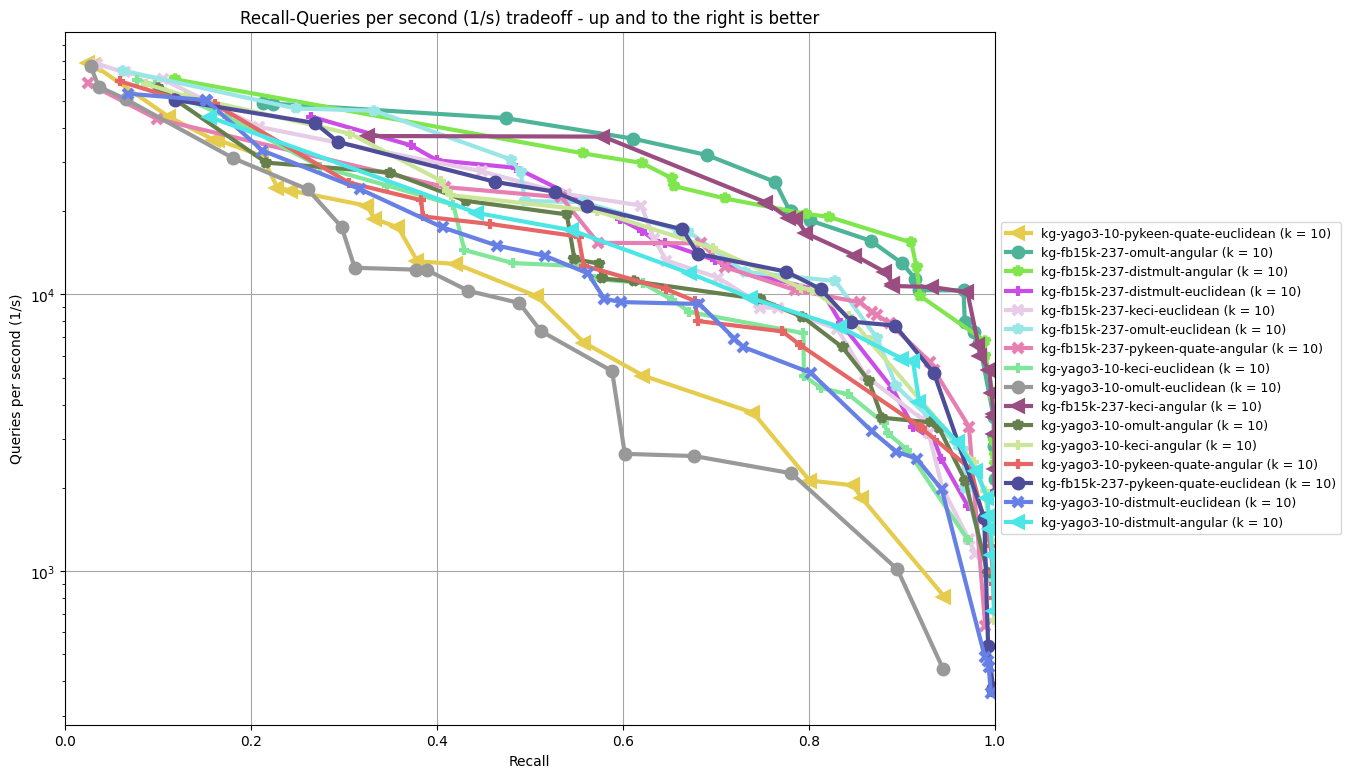 Recall-Queries per second (1/s) tradeoff - up and to the right is better
Queries per second (1/s)
10^4
10^3
0.0 0.2 0.4 0.6 0.8 1.0
Recall
kg-yago3-10-pykeen-quate-euclidean (k = 10)
kg-fb15k-237-omult-angular (k = 10)
kg-fb15k-237-distmult-angular (k = 10)
kg-fb15k-237-distmult-euclidean (k = 10)
kg-fb15k-237-keci-euclidean (k = 10)
kg-fb15k-237-omult-euclidean (k = 10)
kg-fb15k-237-pykeen-quate-angular (k = 10)
kg-yago3-10-keci-euclidean (k = 10)
kg-yago3-10-omult-euclidean (k = 10)
kg-fb15k-237-keci-angular (k = 10)
kg-yago3-10-omult-angular (k = 10)
kg-yago3-10-keci-angular (k = 10)
kg-yago3-10-pykeen-quate-angular (k = 10)
kg-fb15k-237-pykeen-quate-euclidean (k = 10)
kg-yago3-10-distmult-euclidean (k = 10)
kg-yago3-10-distmult-angular (k = 10)